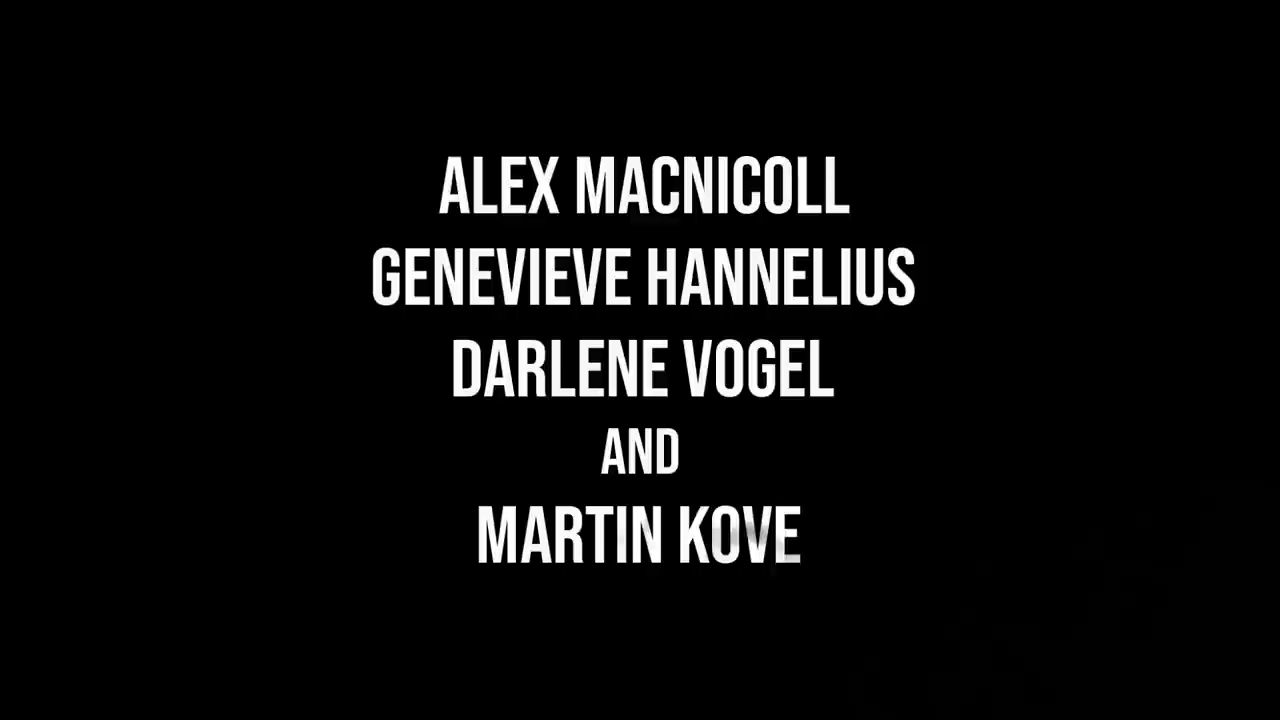 ALEX MACNICOLL
GENEVIEVE HANNELIUS
DARLENE VOGEL
AND
MARTIN KOVE